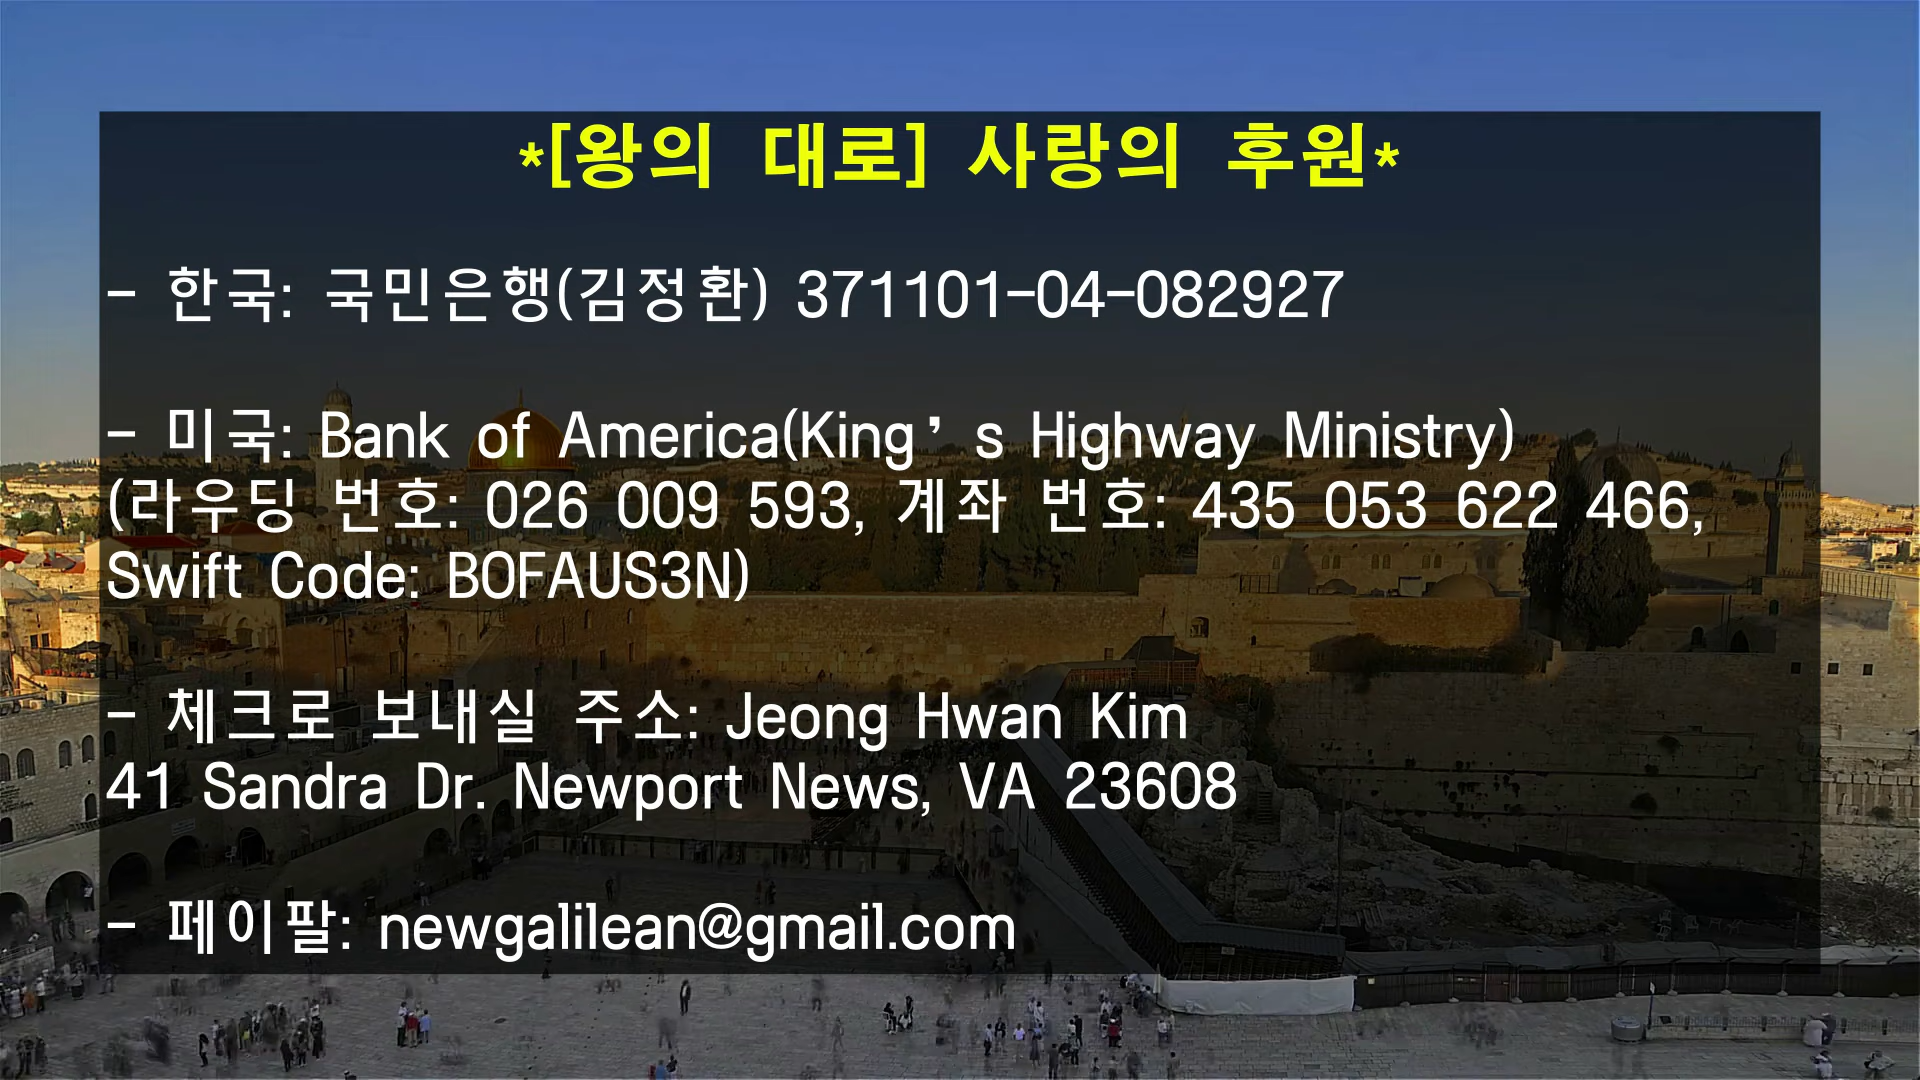 *[왕의 대로] 사랑의 후원*
- 한국: 국민은행(김정환) 371101-04-082927
- 미국: Bank of America(King’s Highway Ministry)
(라우딩 번호: 026 009 593, 계좌 번호: 435 053 622 466,
Swift Code: BOFAUS3N)
- 체크로 보내실 주소: Jeong Hwan Kim
41 Sandra Dr. Newport News, VA 23608
- 페이팔: newgalilean@gmail.com